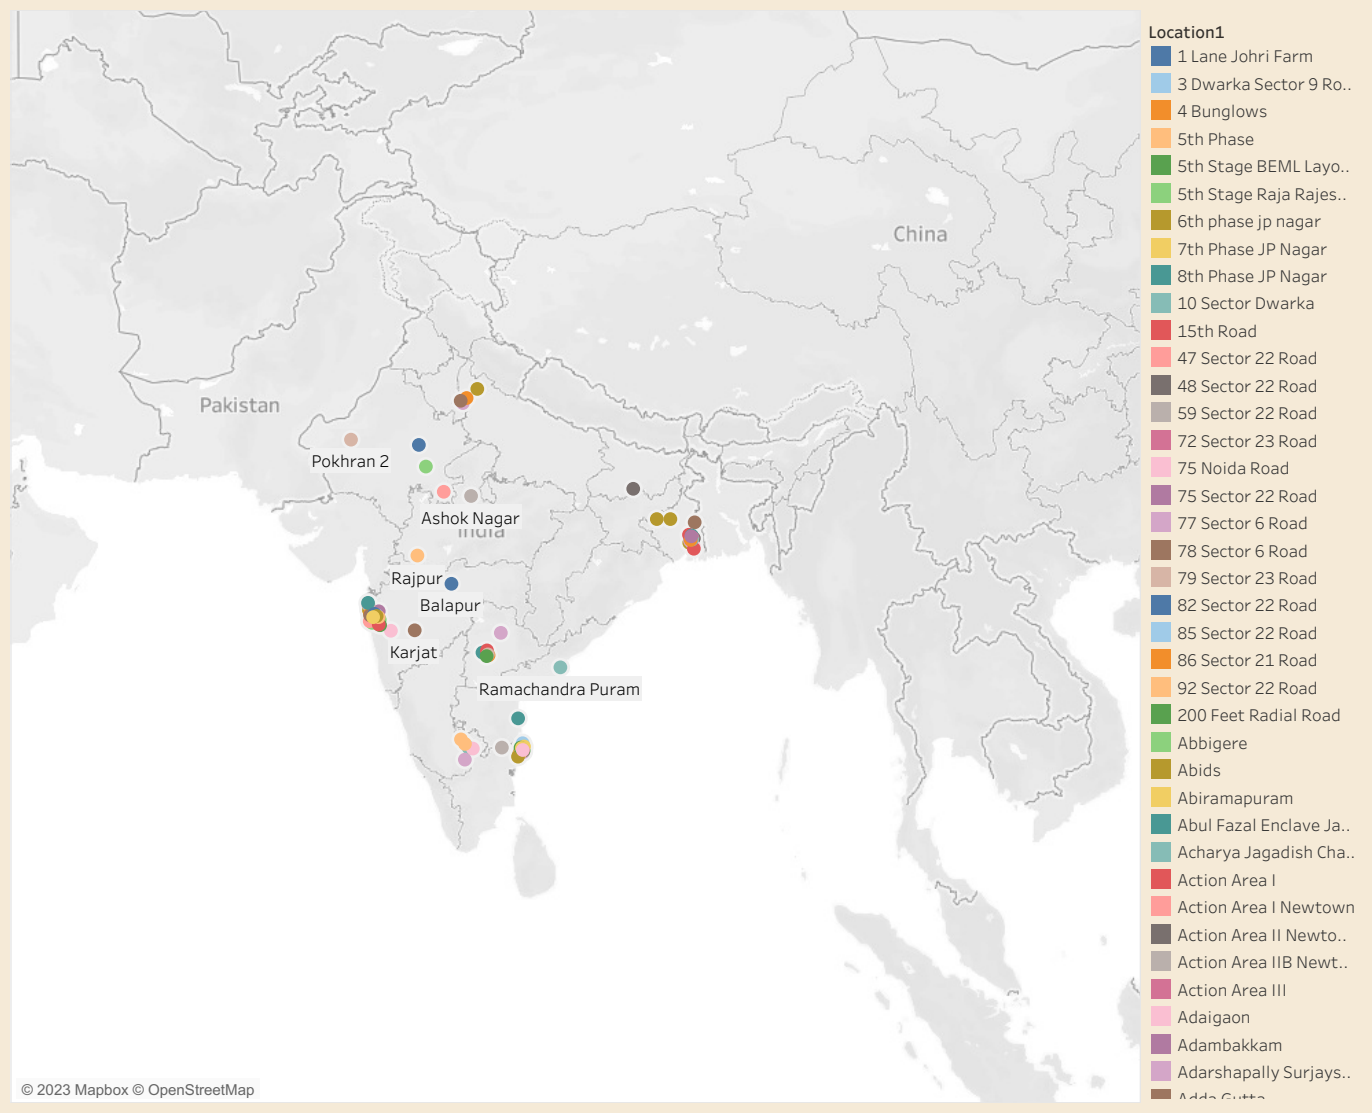 China
Pakistan
Pokhran 2
Ashok Nagar
India
Rajpur
Balapur
Karjat
Ramachandra Puram
© 2023 Mapbox © OpenStreetMap
Location1
1 Lane Johri Farm
3 Dwarka Sector 9 Ro..
4 Bunglows
5th Phase
5th Stage BEML Layo..
5th Stage Raja Rajes..
6th phase jp nagar
7th Phase JP Nagar
8th Phase JP Nagar
10 Sector Dwarka
15th Road
47 Sector 22 Road
48 Sector 22 Road
59 Sector 22 Road
72 Sector 23 Road
75 Noida Road
75 Sector 22 Road
77 Sector 6 Road
78 Sector 6 Road
79 Sector 23 Road
82 Sector 22 Road
85 Sector 22 Road
86 Sector 21 Road
92 Sector 22 Road
200 Feet Radial Road
Abbigere
Abids
Abiramapuram
Abul Fazal Enclave Ja..
Acharya Jagadish Cha..
Action Area I
Action Area I Newtown
Action Area II Newto..
Action Area IIB Newt..
Action Area III
Adaigaon
Adambakkam
Adarshapally Surjays..
Adda Gutta